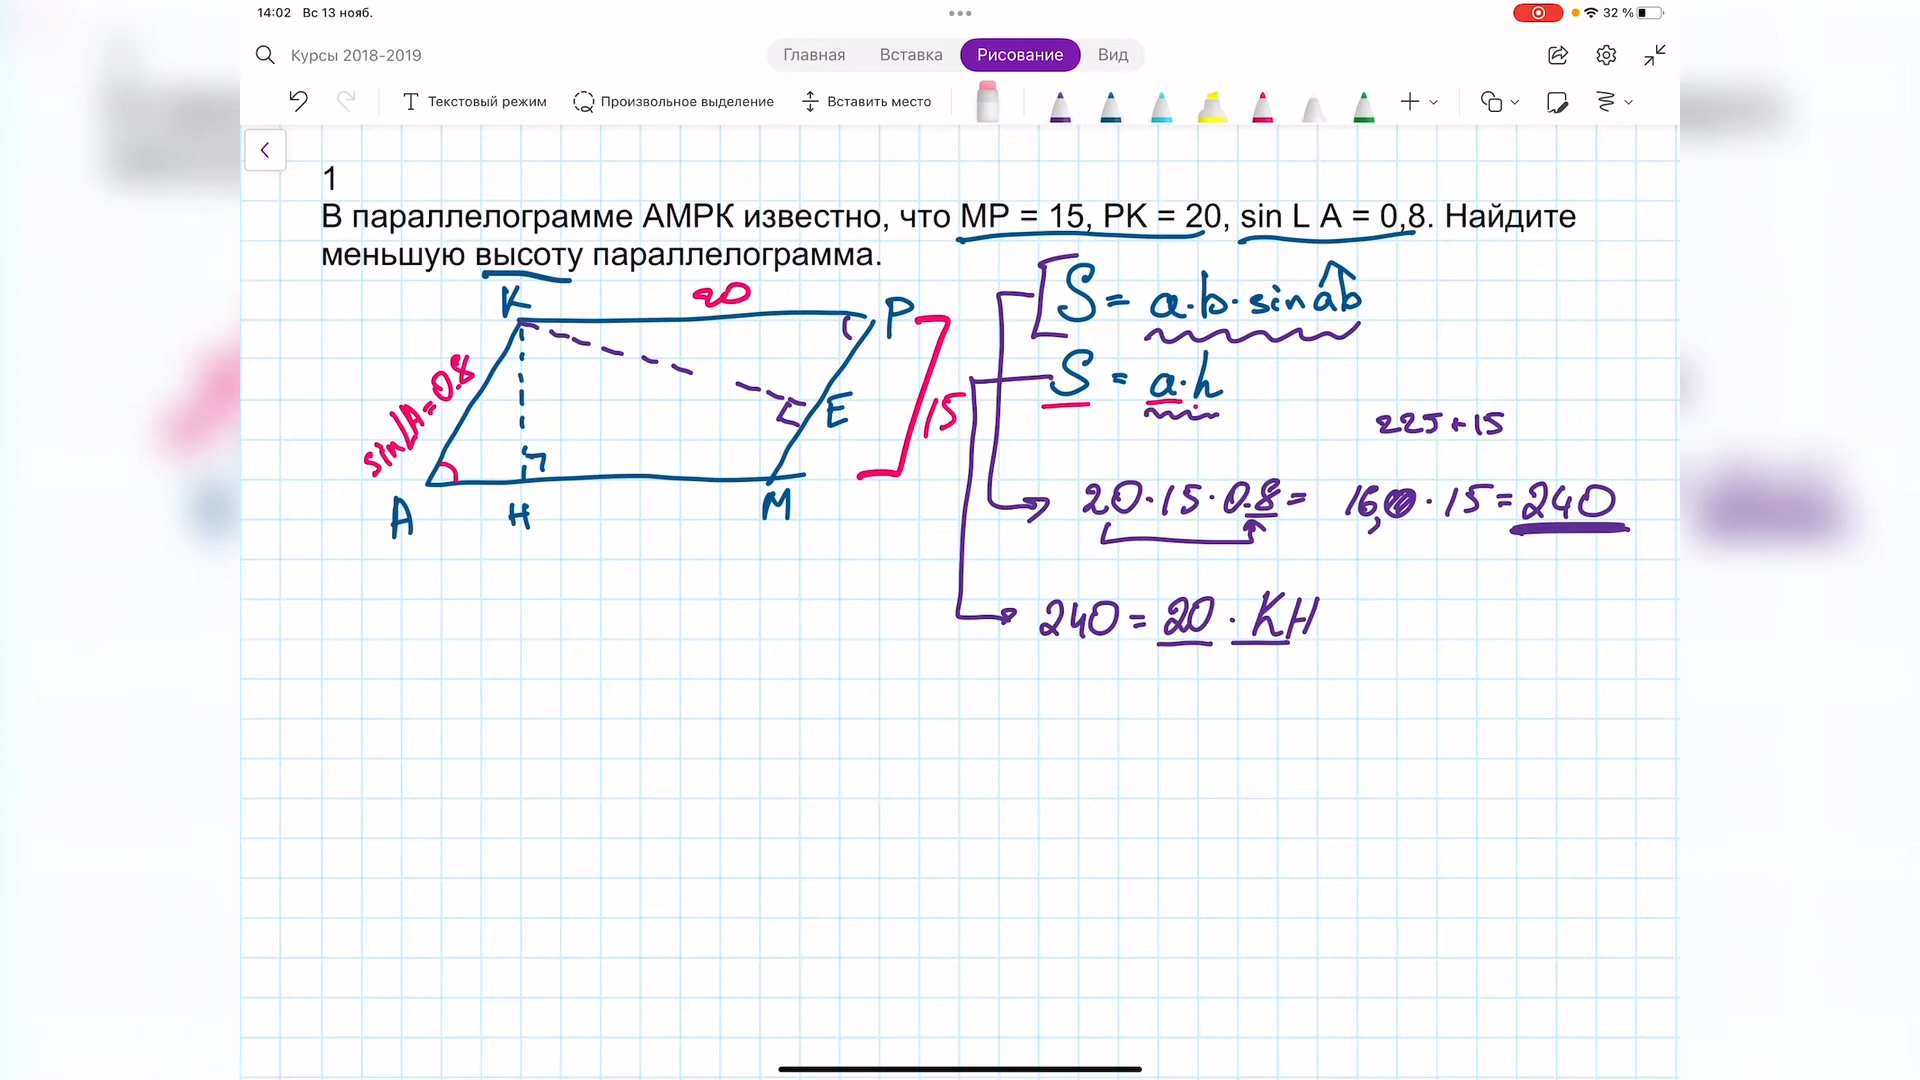 14:02 Вс 13 нояб.
32 %
Курсы 2018-2019
Главная Вставка Рисование Вид
Текстовый режим Произвольное выделение Вставить место
1
В параллелограмме АМРК известно, что МР = 15, РК = 20, sin L A = 0,8. Найдите
меньшую высоту параллелограмма.
K 20 P
sin∠A=0.8
E 15
A H M
S = a·b·sin ab
S = a·h
225+15
20·15·0.8= 16,0·15=240
240=20·KH